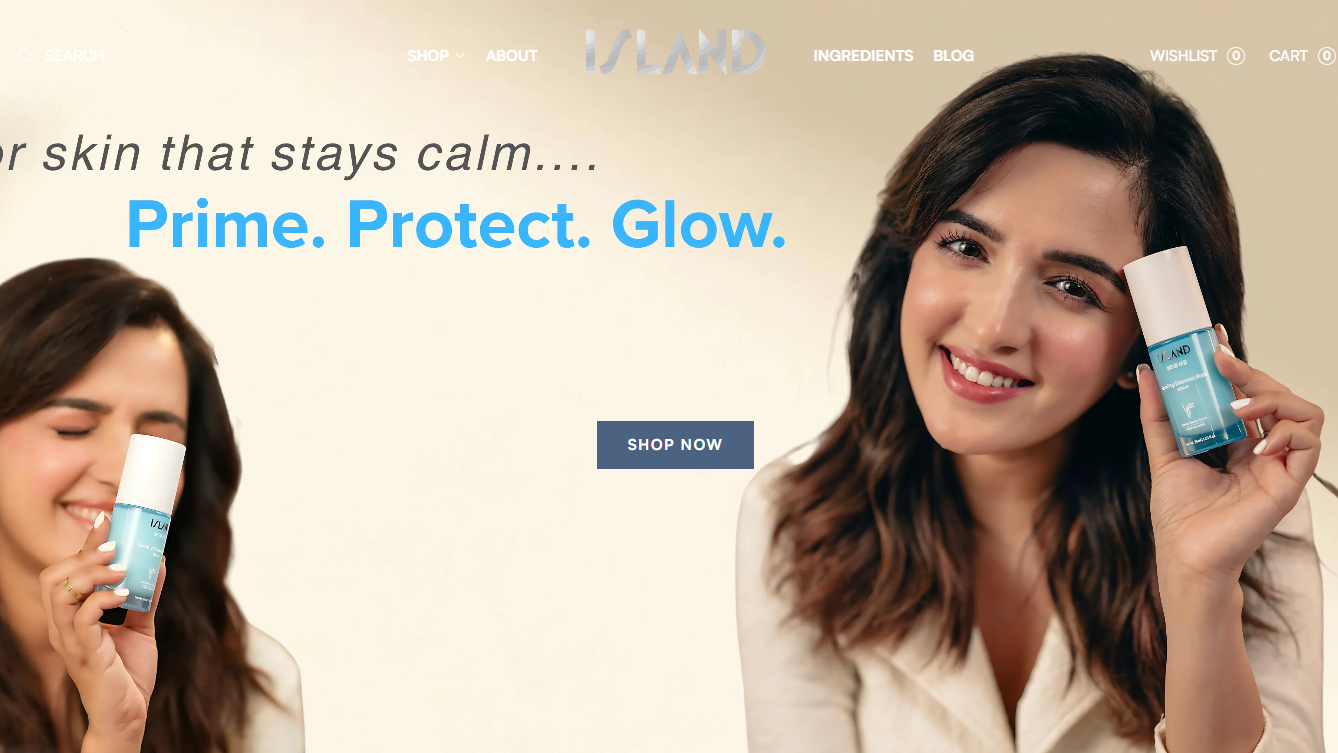 SEARCH
SHOP
ABOUT
ISLAND
INGREDIENTS
BLOG
WISHLIST 0
CART 0
or skin that stays calm....
Prime. Protect. Glow.
SHOP NOW
ISLAND